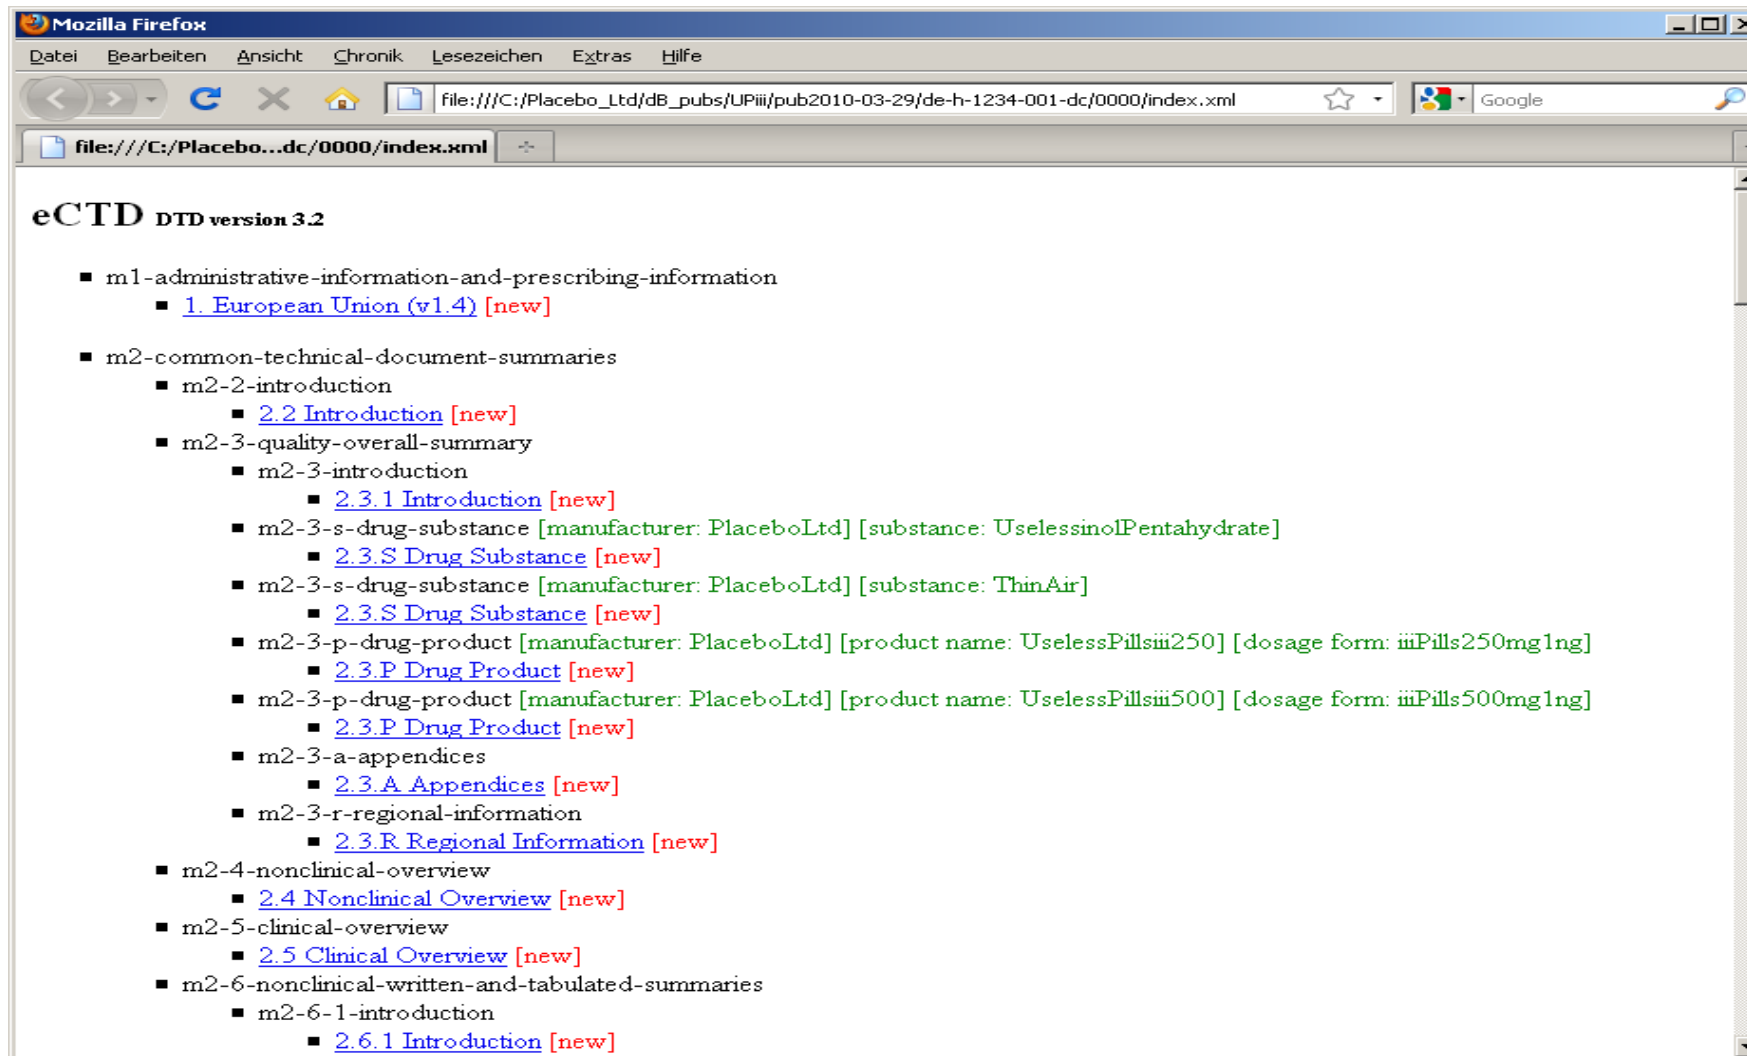 Mozilla Firefox
Datei Bearbeiten Ansicht Chronik Lesezeichen Extras Hilfe
file:///C:/Placebo_Ltd/dB_pubs/UPiii/pub2010-03-29/de-h-1234-001-dc/0000/index.xml Google
file:///C:/Placebo...dc/0000/index.xml
eCTD DTD version 3.2
m1-administrative-information-and-prescribing-information
1. European Union (v1.4) [new]
m2-common-technical-document-summaries
m2-2-introduction
2.2 Introduction [new]
m2-3-quality-overall-summary
m2-3-introduction
2.3.1 Introduction [new]
m2-3-s-drug-substance [manufacturer: PlaceboLtd] [substance: UselessinolPentahydrate]
2.3.S Drug Substance [new]
m2-3-s-drug-substance [manufacturer: PlaceboLtd] [substance: ThinAir]
2.3.S Drug Substance [new]
m2-3-p-drug-product [manufacturer: PlaceboLtd] [product name: UselessPillsiii250] [dosage form: iiiPills250mg1ng]
2.3.P Drug Product [new]
m2-3-p-drug-product [manufacturer: PlaceboLtd] [product name: UselessPillsiii500] [dosage form: iiiPills500mg1ng]
2.3.P Drug Product [new]
m2-3-a-appendices
2.3.A Appendices [new]
m2-3-r-regional-information
2.3.R Regional Information [new]
m2-4-nonclinical-overview
2.4 Nonclinical Overview [new]
m2-5-clinical-overview
2.5 Clinical Overview [new]
m2-6-nonclinical-written-and-tabulated-summaries
m2-6-1-introduction
2.6.1 Introduction [new]